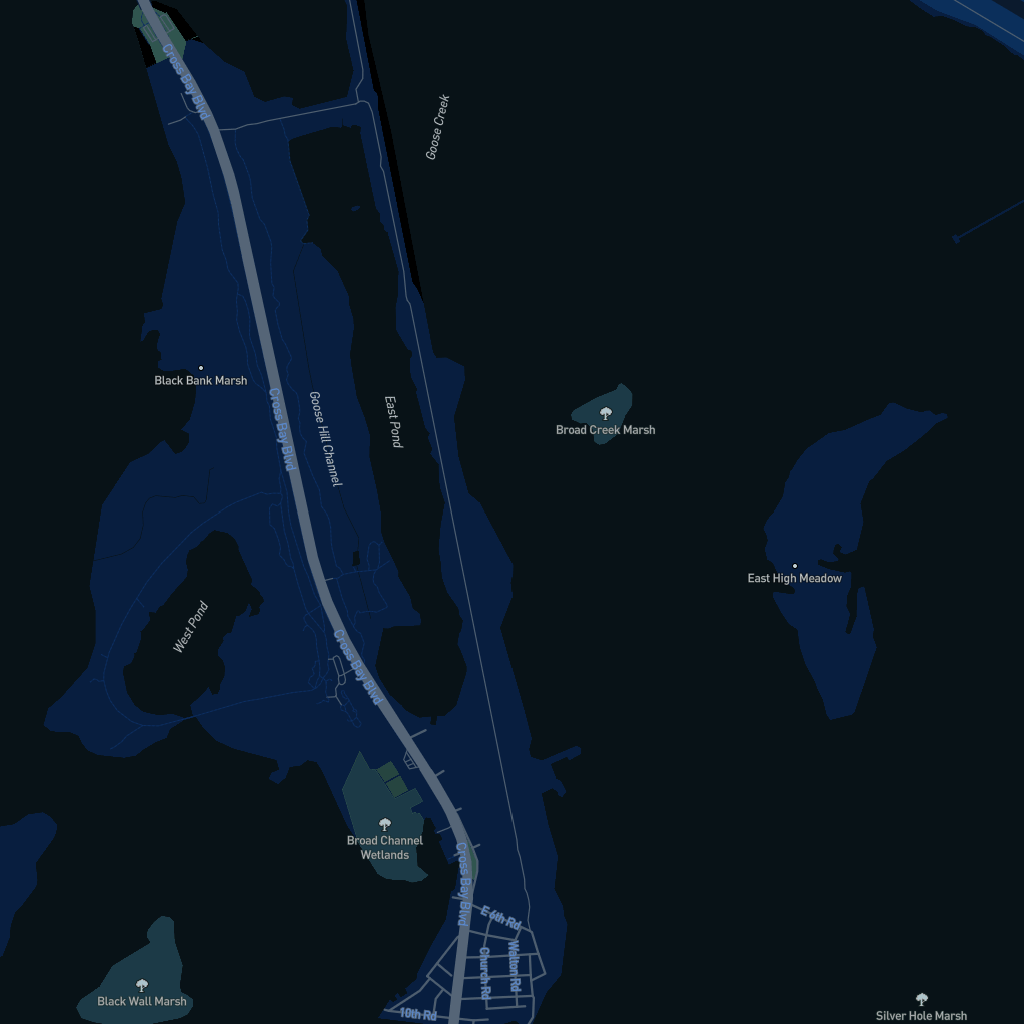 Cross Bay Blvd
Goose Creek
Black Bank Marsh
Cross Bay Blvd
Goose Hill Channel
East Pond
Broad Creek Marsh
East High Meadow
West Pond
Cross Bay Blvd
Broad Channel
Wetlands
Cross Bay Blvd
E 6th Rd
Church Rd
Walton Rd
Black Wall Marsh
10th Rd
Silver Hole Marsh